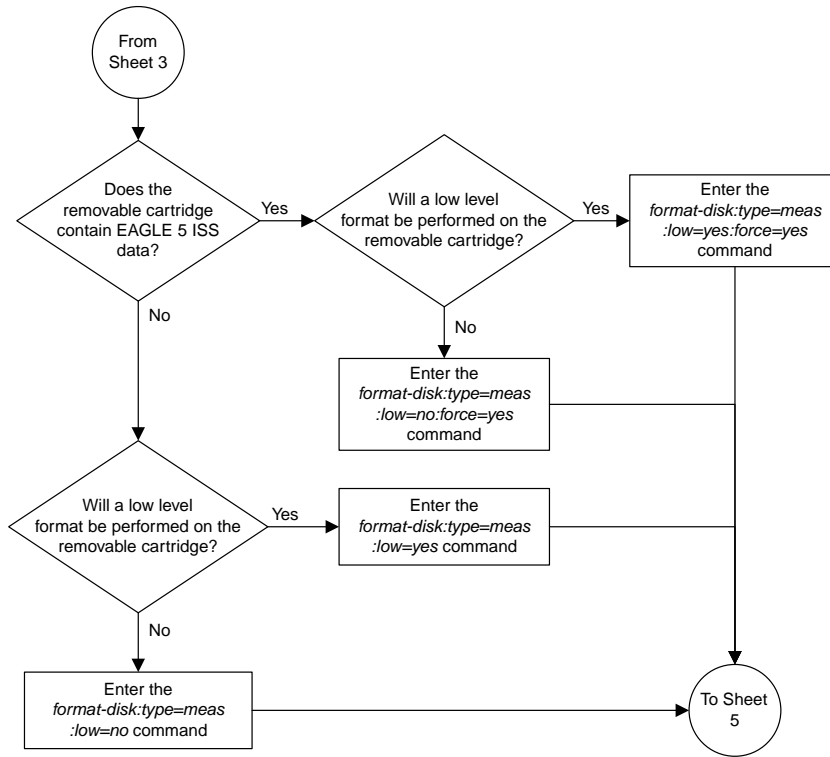 From
Sheet 3
Does the
removable cartridge
contain EAGLE 5 ISS
data?
Yes
Will a low level
format be performed on the
removable cartridge?
Yes
Enter the
format-disk:type=meas
:low=yes:force=yes
command
No
No
Enter the
format-disk:type=meas
:low=no:force=yes
command
Will a low level
format be performed on the
removable cartridge?
Yes
Enter the
format-disk:type=meas
:low=yes command
No
Enter the
format-disk:type=meas
:low=no command
To Sheet
5